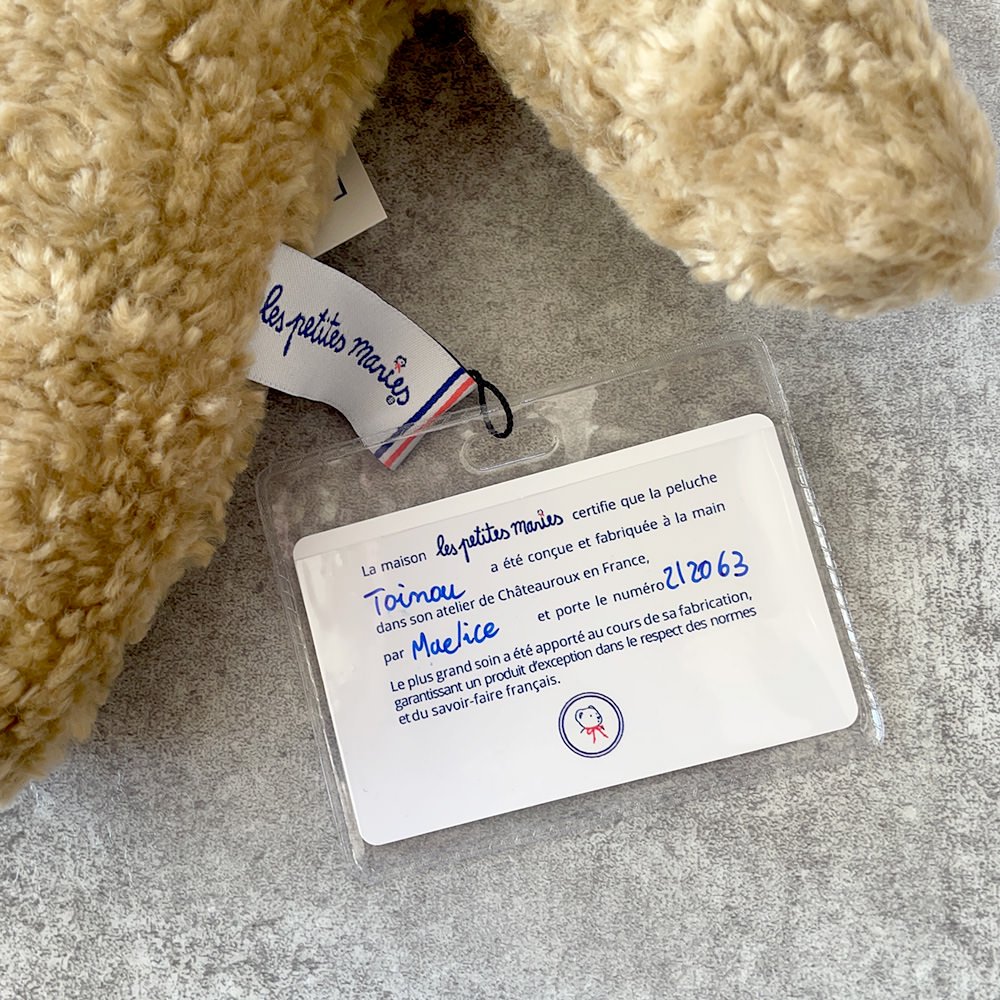 les petites maries®
La maison les petites maries certifie que la peluche
Toinou a été conçue et fabriquée à la main
dans son atelier de Châteauroux en France,
par Maelice et porte le numéro 212063
Le plus grand soin a été apporté au cours de sa fabrication,
garantissant un produit d'exception dans le respect des normes
et du savoir-faire français.